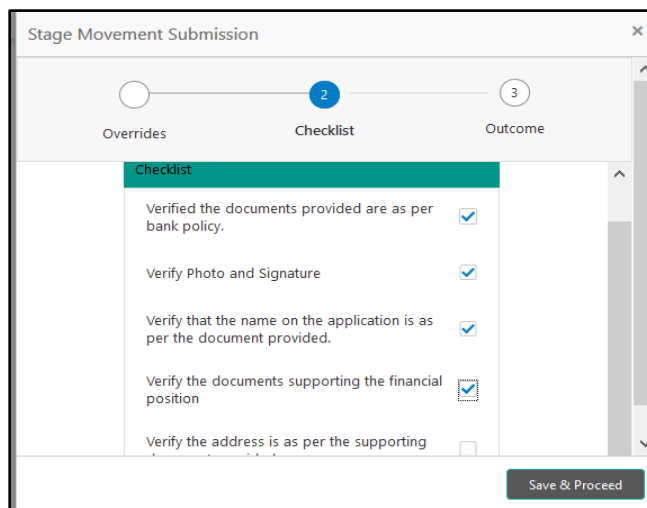 Stage Movement Submission
2
3
Overrides
Checklist
Outcome
Checklist
Verified the documents provided are as per
bank policy.
Verify Photo and Signature
Verify that the name on the application is as
per the document provided.
Verify the documents supporting the financial
position
Verify the address is as per the supporting
Save & Proceed